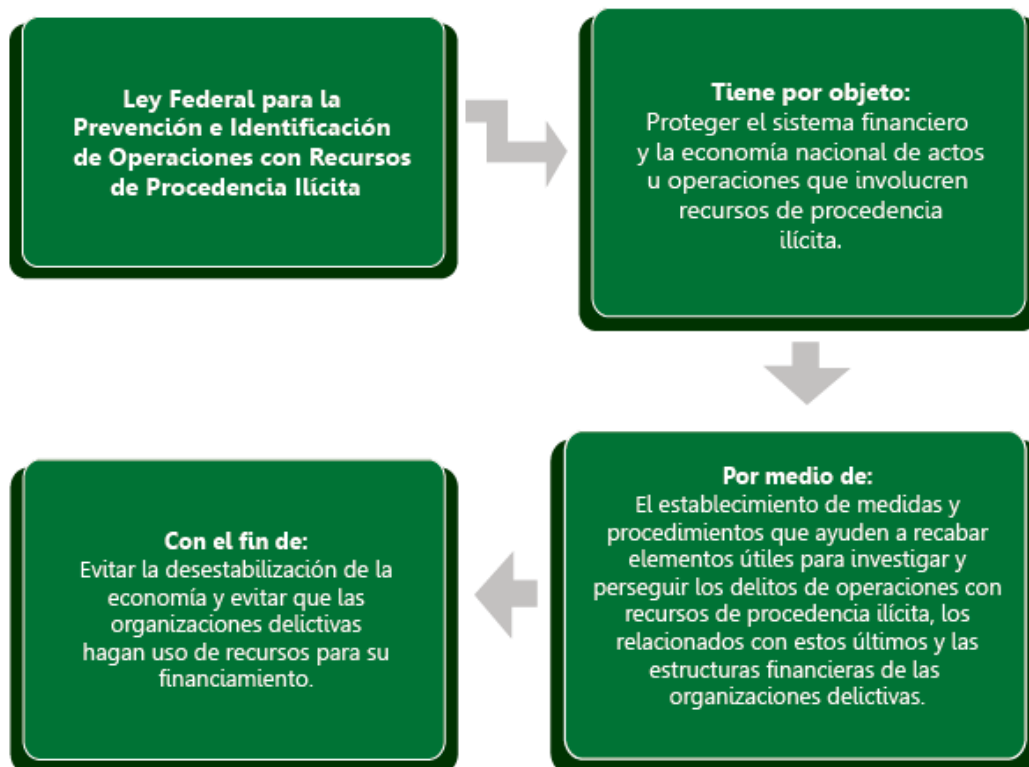 Ley Federal para la
Prevención e Identificación
de Operaciones con Recursos
de Procedencia Ilícita
Tiene por objeto:
Proteger el sistema financiero
y la economía nacional de actos
u operaciones que involucren
recursos de procedencia
ilícita.
Por medio de:
El establecimiento de medidas y
procedimientos que ayuden a recabar
elementos útiles para investigar y
perseguir los delitos de operaciones con
recursos de procedencia ilícita, los
relacionados con estos últimos y las
estructuras financieras de las
organizaciones delictivas.
Con el fin de:
Evitar la desestabilización de la
economía y evitar que las
organizaciones delictivas
hagan uso de recursos para su
financiamiento.